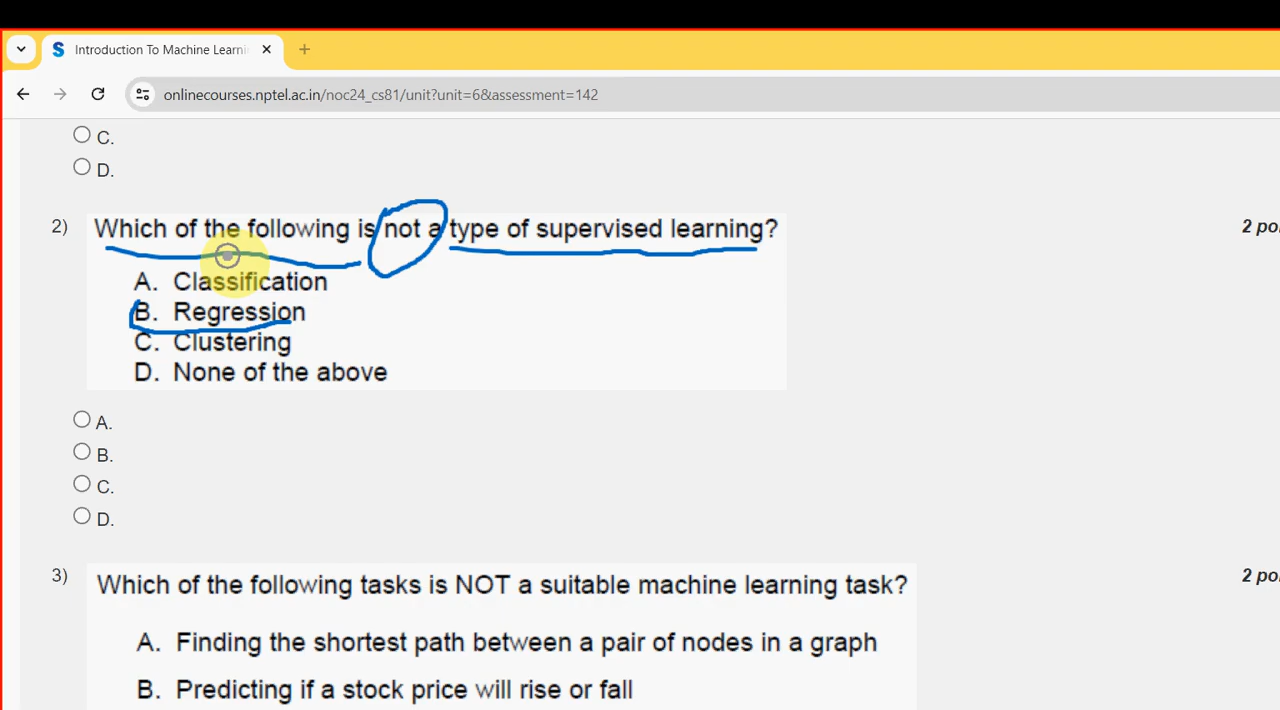 Introduction To Machine Learni
onlinecourses.nptel.ac.in/noc24_cs81/unit?unit=6&assessment=142
C.
D.
2) Which of the following is not a type of supervised learning? 2 po
A. Classification
B. Regression
C. Clustering
D. None of the above
A.
B.
C.
D.
3) Which of the following tasks is NOT a suitable machine learning task? 2 po
A. Finding the shortest path between a pair of nodes in a graph
B. Predicting if a stock price will rise or fall